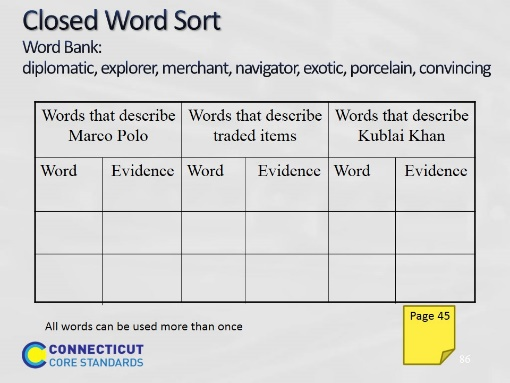 Closed Word Sort
Word Bank:
diplomatic, explorer, merchant, navigator, exotic, porcelain, convincing
Words that describe Marco Polo
Words that describe traded items
Words that describe Kublai Khan
Word Evidence Word Evidence Word Evidence
All words can be used more than once
Page 45
CONNECTICUT
CORE STANDARDS
86